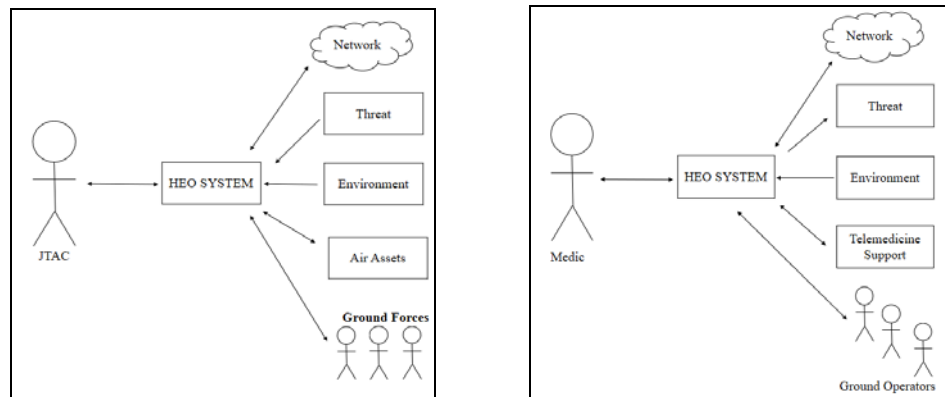 Network
Threat
HEO SYSTEM
Environment
JTAC
Air Assets
Ground Forces
Network
Threat
HEO SYSTEM
Environment
Medic
Telemedicine
Support
Ground Operators